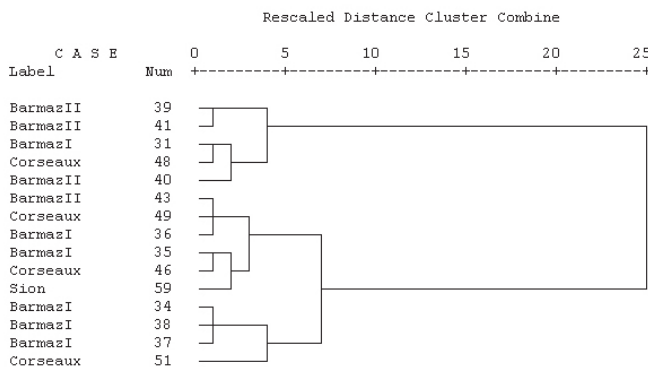 Rescaled Distance Cluster Combine
C A S E 0 5 10 15 20 25
Label Num +---------+---------+---------+---------+---------+
BarmazII 39
BarmazII 41
BarmazI 31
Corseaux 48
BarmazII 40
BarmazII 43
Corseaux 49
BarmazI 36
BarmazI 35
Corseaux 46
Sion 59
BarmazI 34
BarmazI 38
BarmazI 37
Corseaux 51